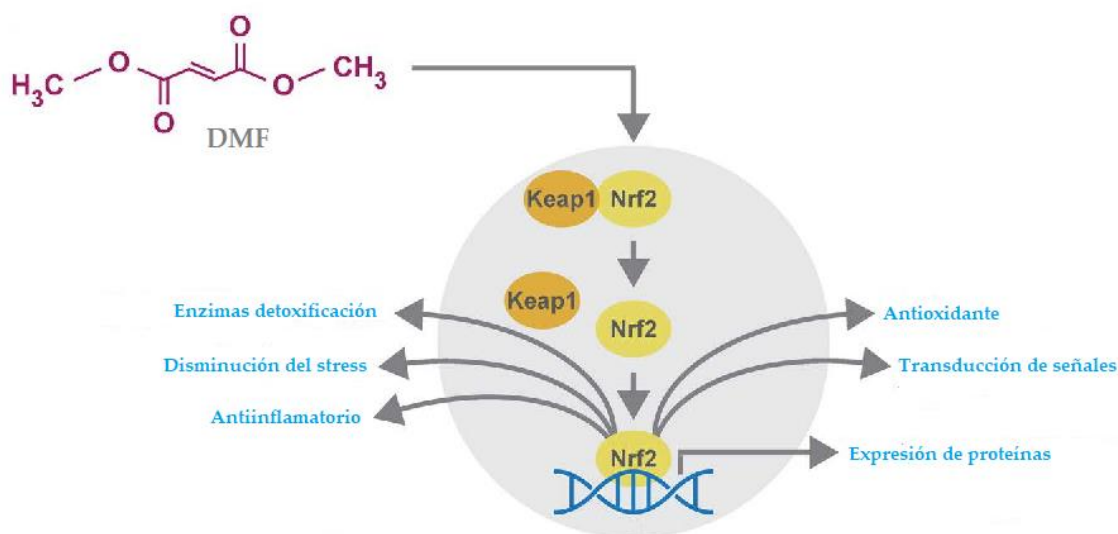 O
O
CH3
H3C
O
O
DMF
Keap1
Nrf2
Keap1
Nrf2
Enzimas detoxificación
Antioxidante
Disminución del stress
Transducción de señales
Antiinflamatorio
Nrf2
Expresión de proteínas